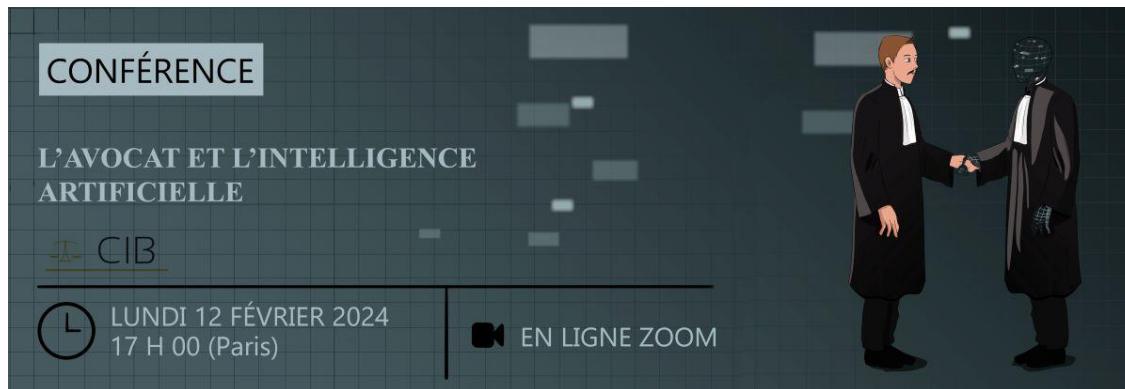 CONFÉRENCE
L’AVOCAT ET L’INTELLIGENCE
ARTIFICIELLE
CIB
LUNDI 12 FÉVRIER 2024
17 H 00 (Paris)
EN LIGNE ZOOM